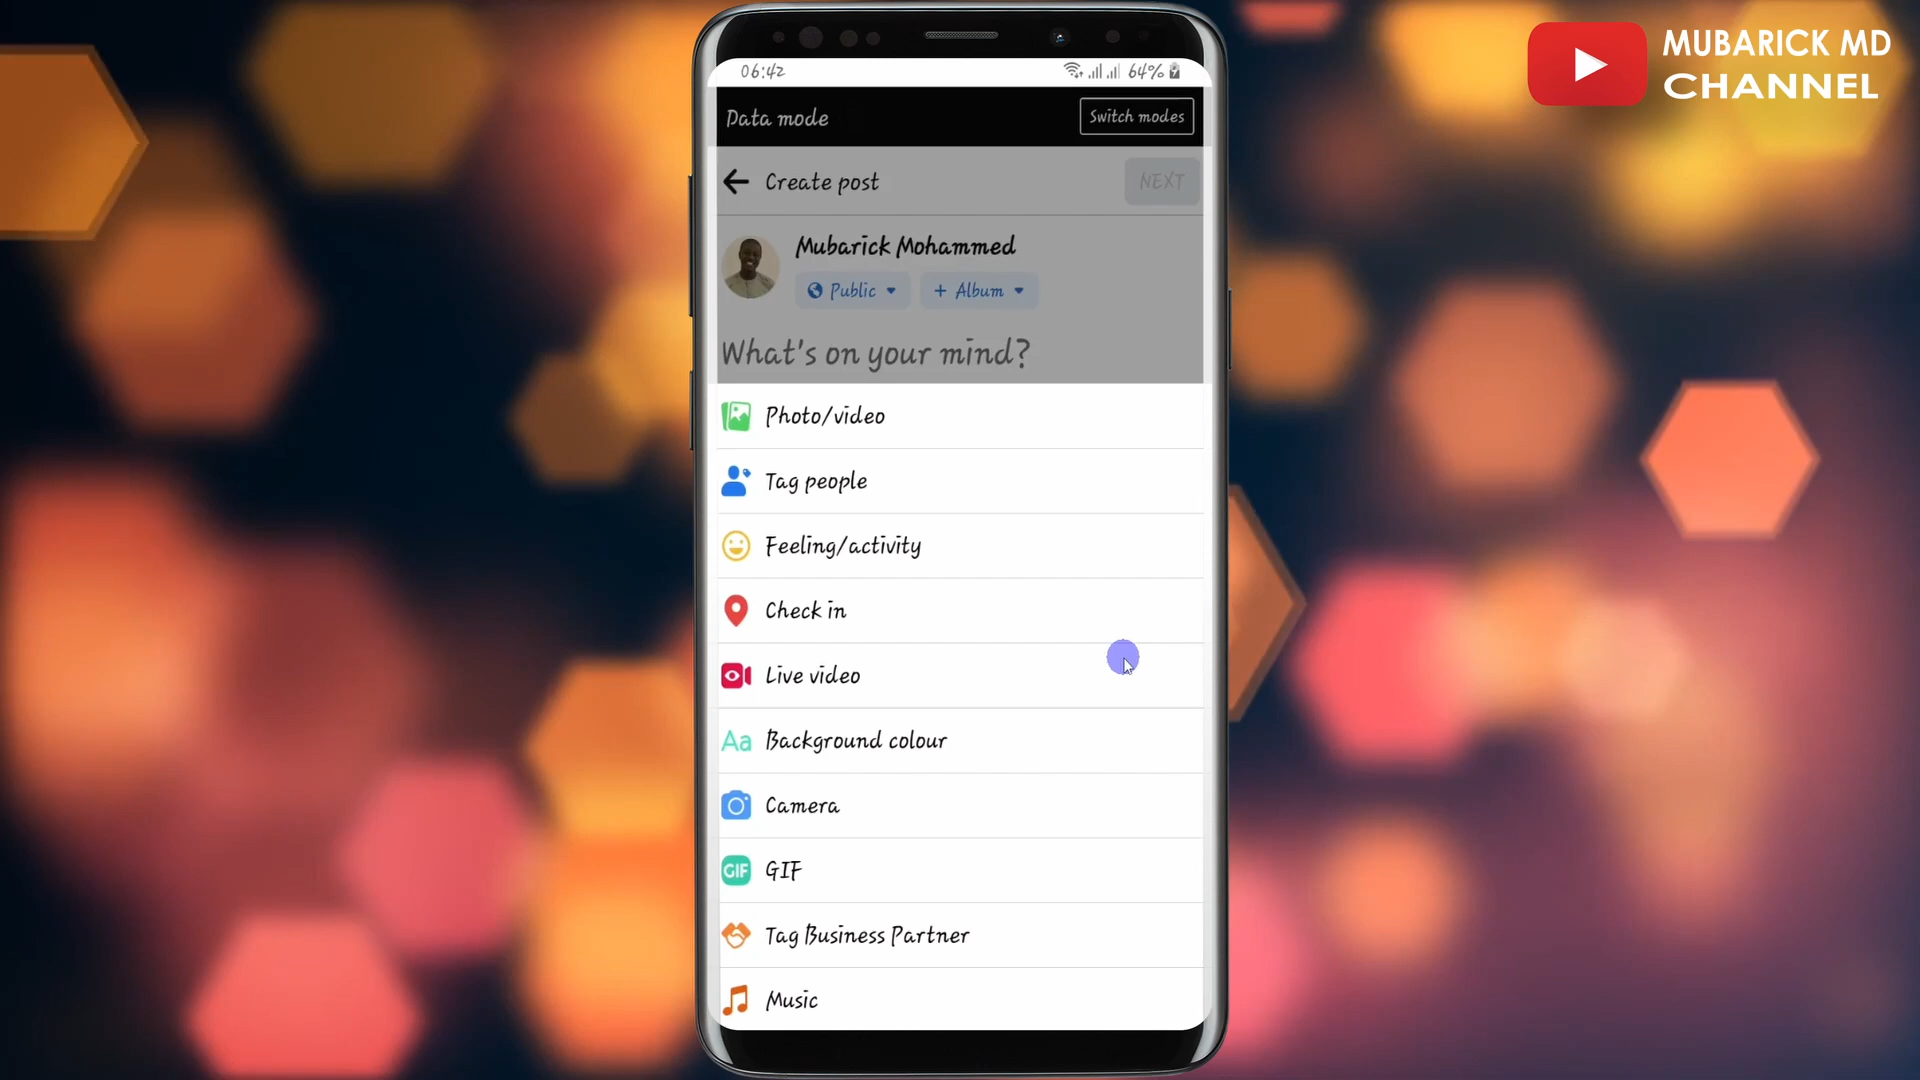 MUBARICK MD
CHANNEL
06:42
64%
Data mode
Switch modes
Create post
NEXT
Mubarick Mohammed
Public
+ Album
What's on your mind?
Photo/video
Tag people
Feeling/activity
Check in
Live video
Aa Background colour
Camera
GIF GIF
Tag Business Partner
Music